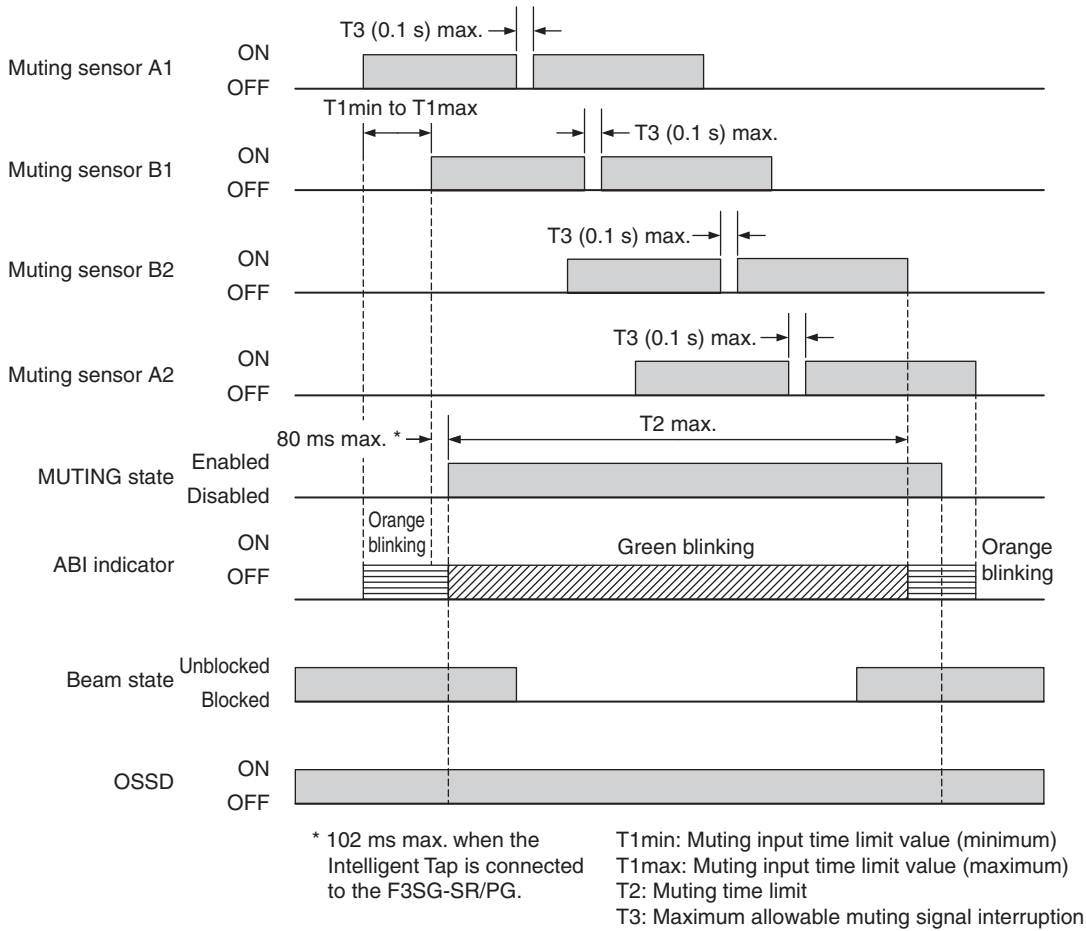 T3 (0.1 s) max.
Muting sensor A1
ON
OFF
T1min to T1max
T3 (0.1 s) max.
Muting sensor B1
ON
OFF
T3 (0.1 s) max.
Muting sensor B2
ON
OFF
T3 (0.1 s) max.
Muting sensor A2
ON
OFF
80 ms max. *
T2 max.
MUTING state
Enabled
Disabled
Orange
blinking
ABI indicator
ON
OFF
Green blinking
Orange
blinking
Beam state
Unblocked
Blocked
OSSD
ON
OFF
* 102 ms max. when the
Intelligent Tap is connected
to the F3SG-SR/PG.
T1min: Muting input time limit value (minimum)
T1max: Muting input time limit value (maximum)
T2: Muting time limit
T3: Maximum allowable muting signal interruption